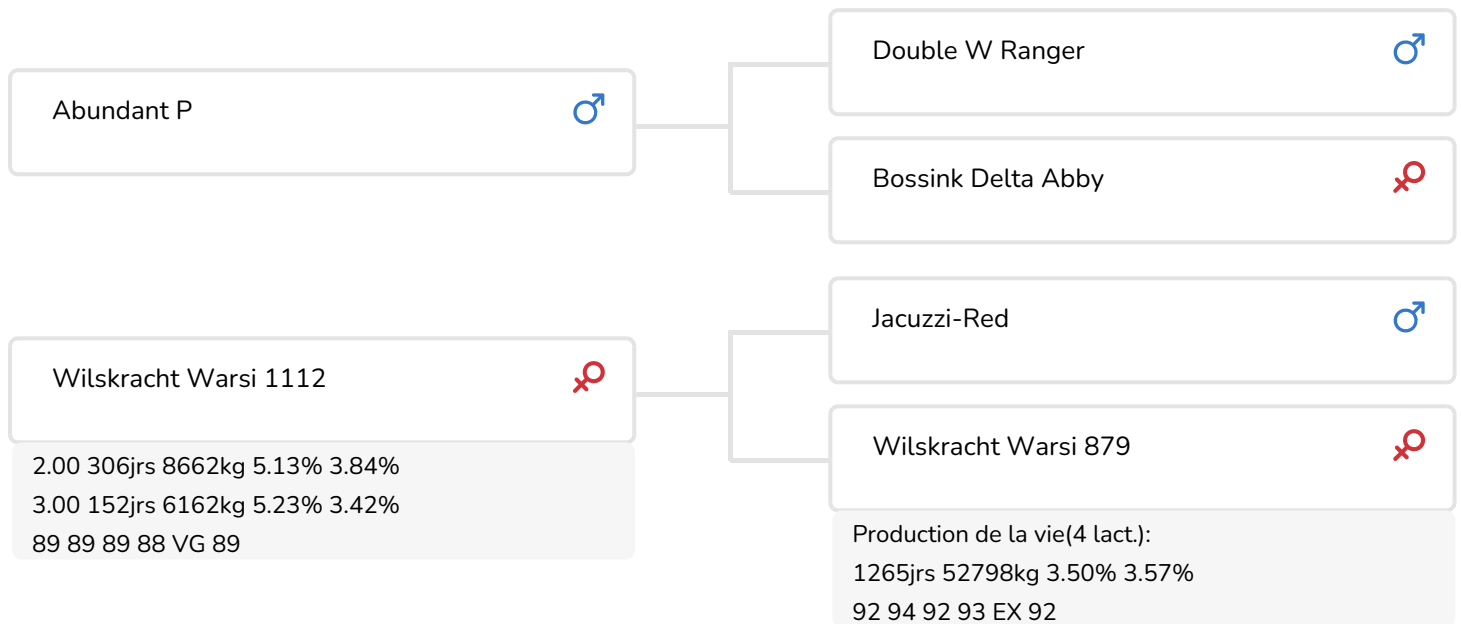 Abundant P
Double W Ranger
Bossink Delta Abby
Wilskracht Warsi 1112
2.00 306jrs 8662kg 5.13% 3.84%
3.00 152jrs 6162kg 5.23% 3.42%
89 89 89 88 VG 89
Jacuzzi-Red
Wilskracht Warsi 879
Production de la vie(4 lact.):
1265jrs 52798kg 3.50% 3.57%
92 94 92 93 EX 92